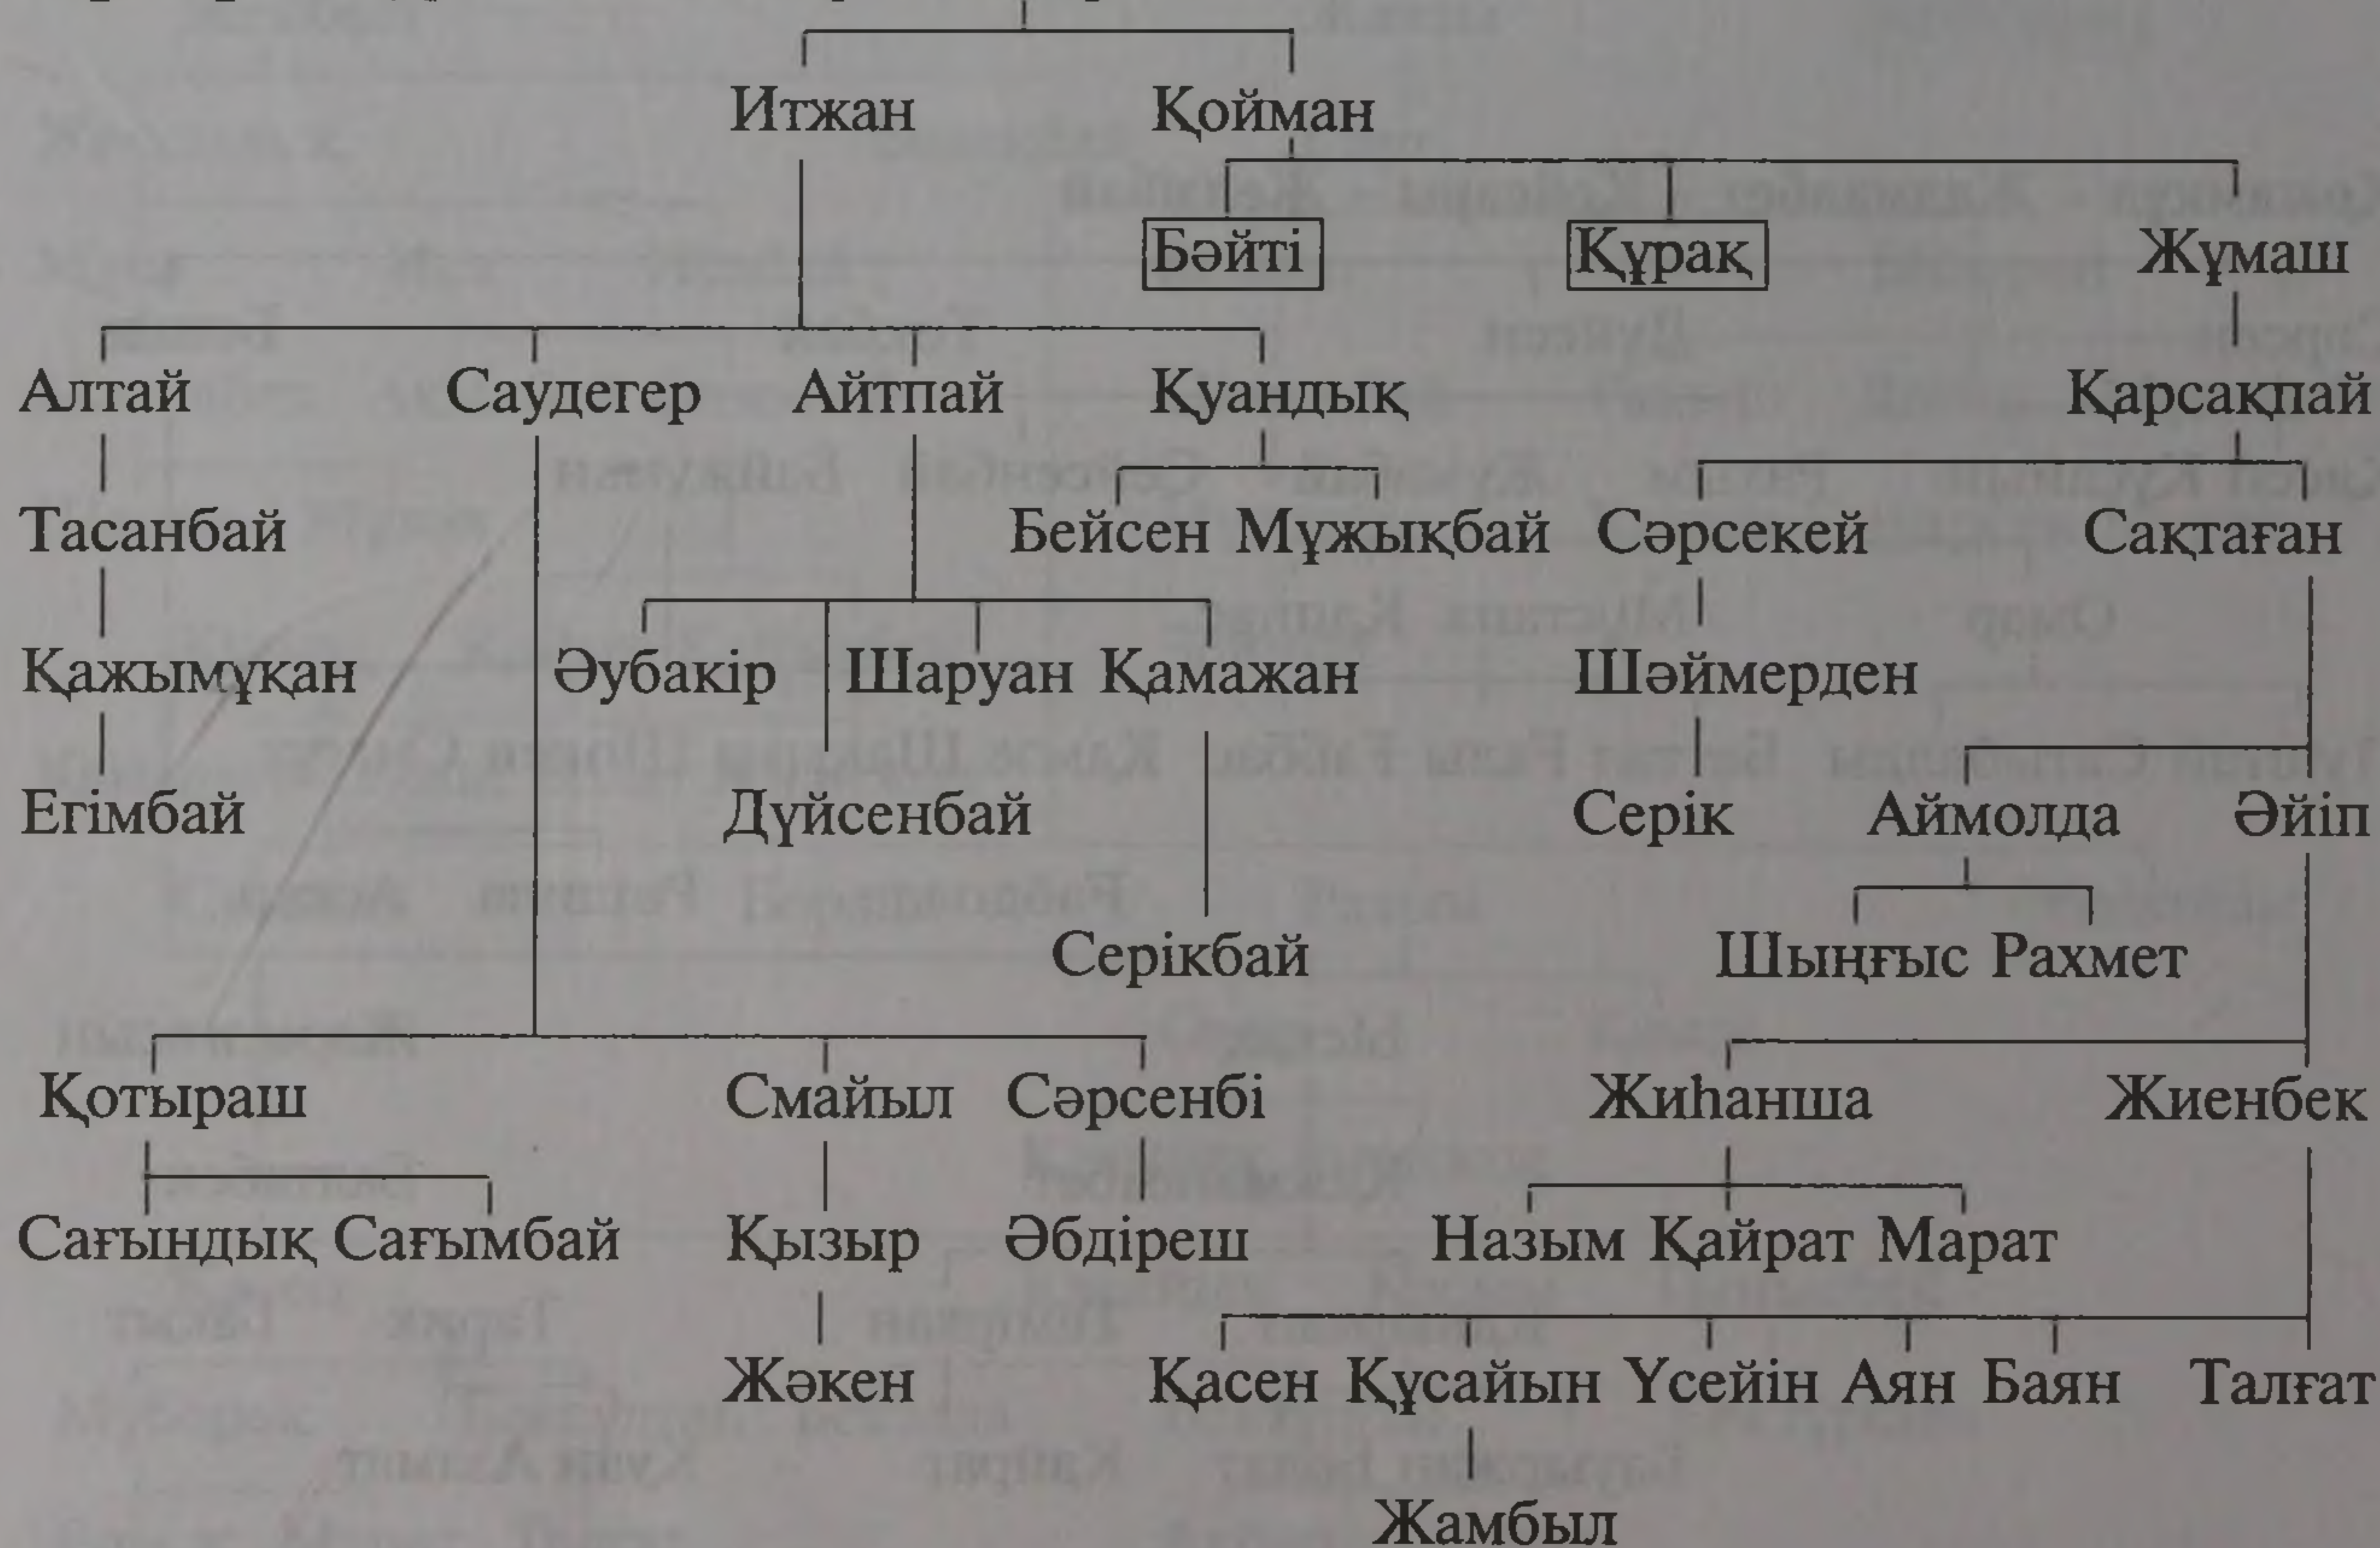 Итжан Қойман
Бәйті Құрақ Жұмаш
Алтай Саудегер Айтпай Қуандық Қарсақпай
Тасанбай Бейсен Мұжықбай Сәрсекей Сақтаған
Қажымұқан Әубакір Шаруан Қамажан Шәймерден
Егімбай Дүйсенбай Серік Аймолда Әйіп
Серікбай Шыңғыс Рахмет
Қотыраш Смайыл Сәрсенбі Жиһанша Жиенбек
Сағындық Сағымбай Қызыр Әбдіреш Назым Қайрат Марат
Жәкен Қасен Құсайын Үсейін Аян Баян Талғат
Жамбыл